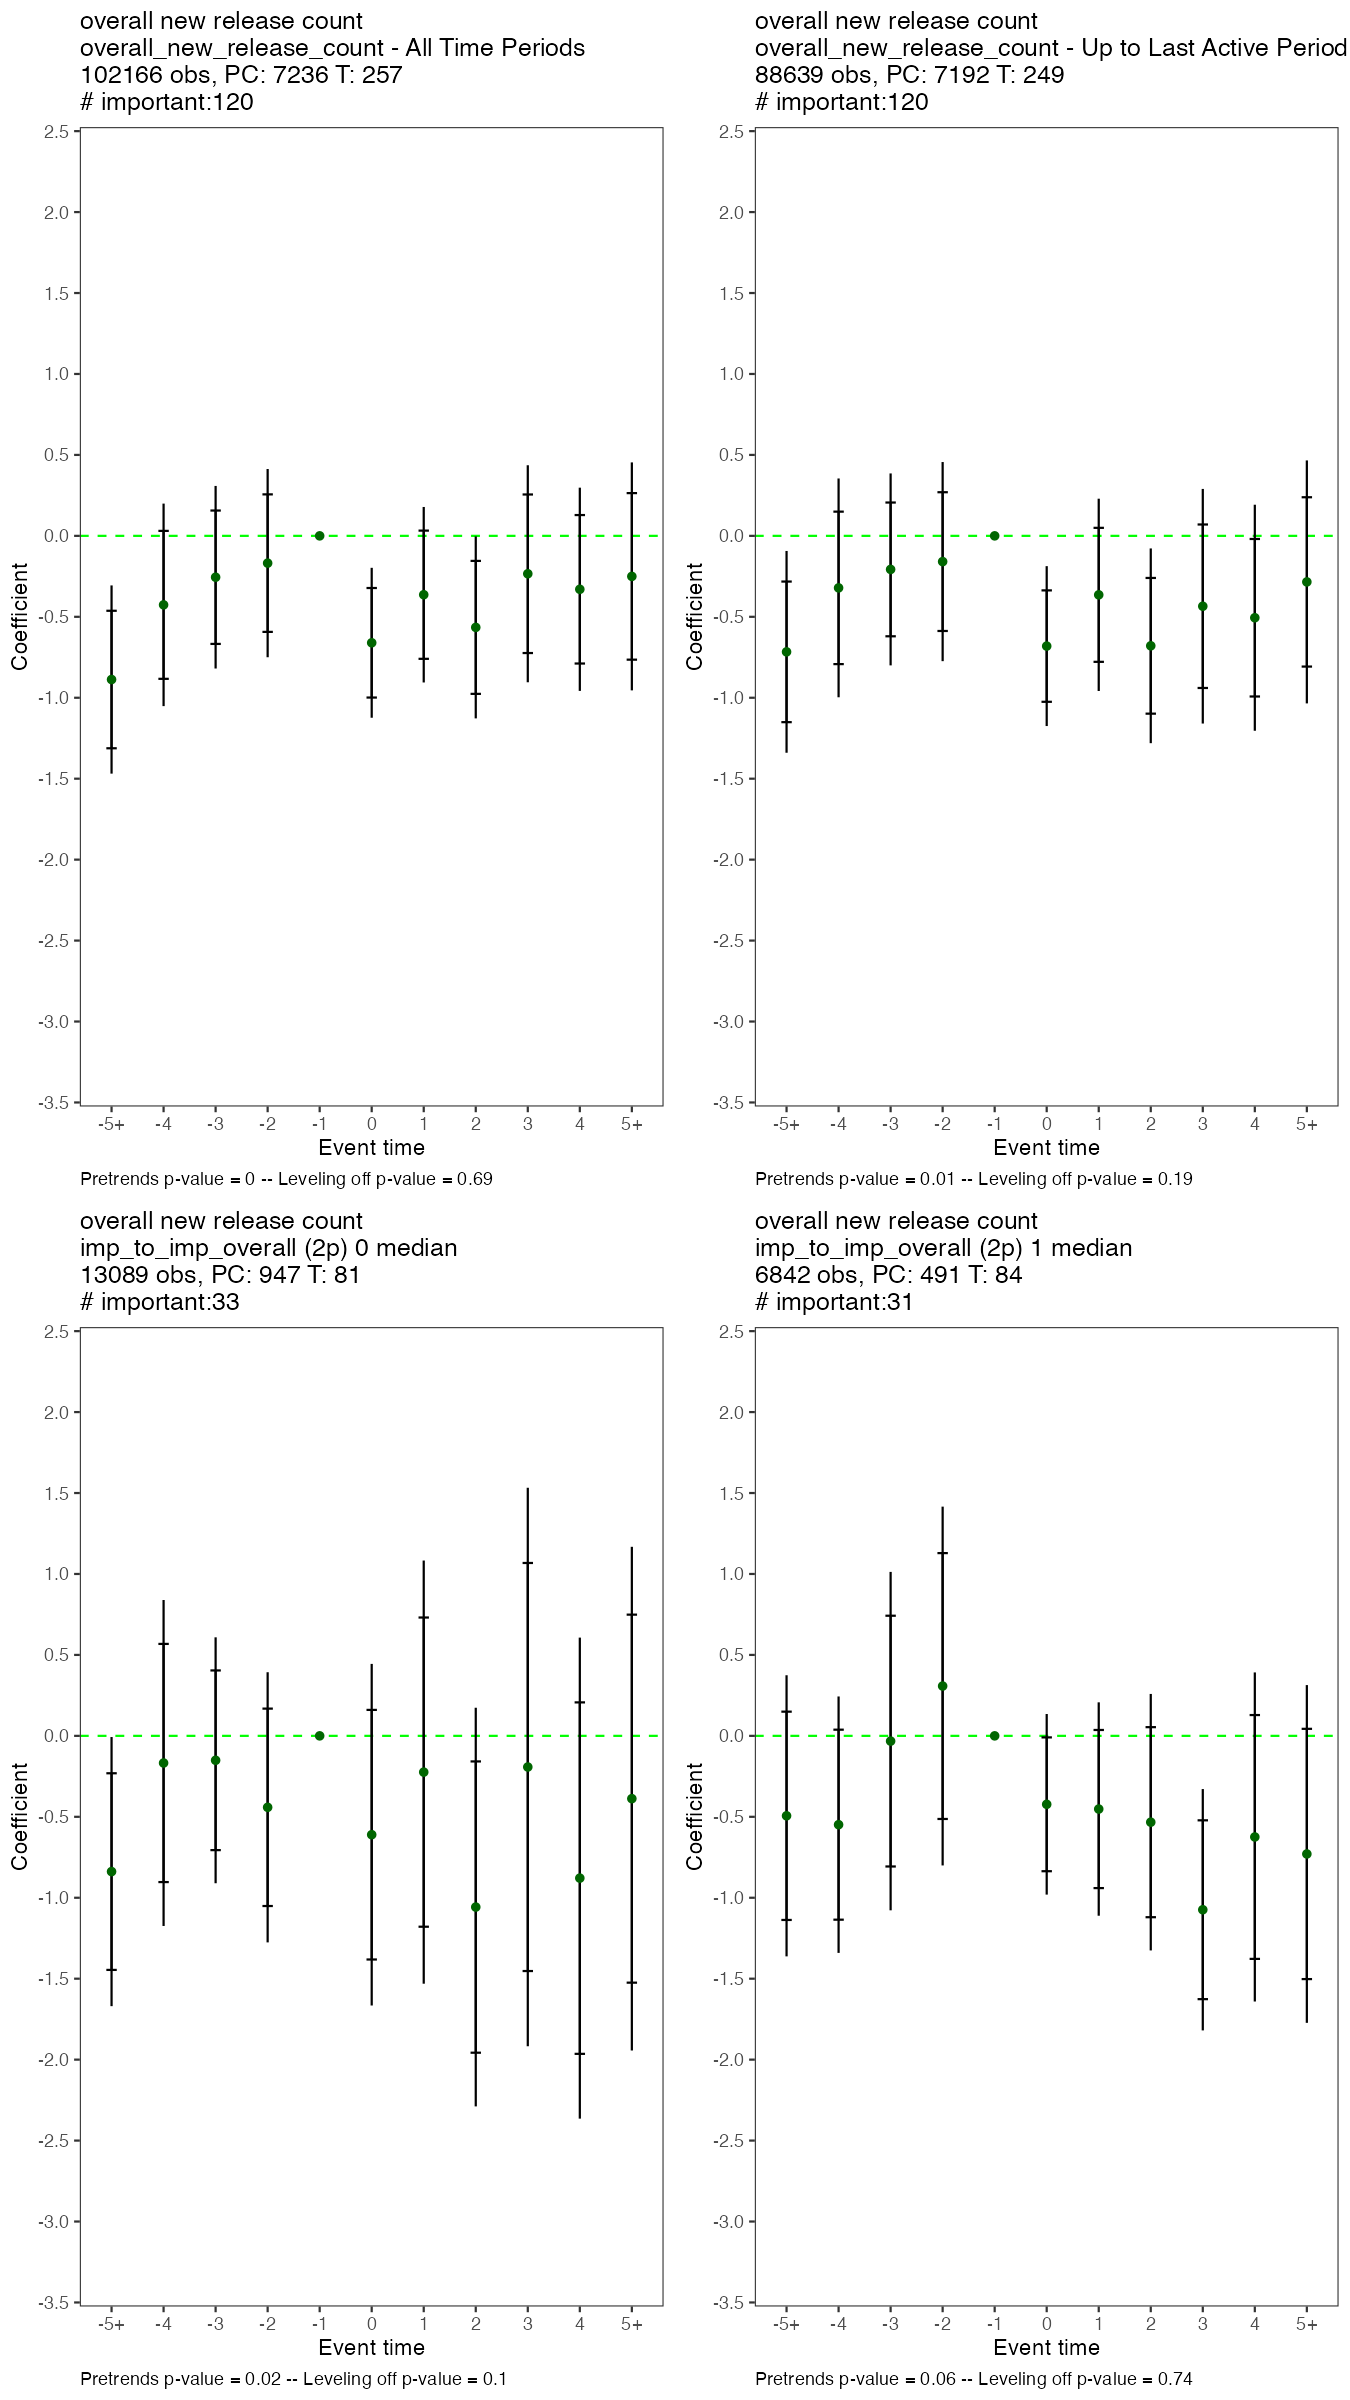 overall new release count
overall_new_release_count - All Time Periods
102166 obs, PC: 7236 T: 257
# important:120
2.5
2.0
1.5
1.0
0.5
0.0
-0.5
-1.0
-1.5
-2.0
-2.5
-3.0
-3.5
Coefficient
-5+ -4 -3 -2 -1 0 1 2 3 4 5+
Event time
Pretrends p-value = 0 -- Leveling off p-value = 0.69
overall new release count
overall_new_release_count - Up to Last Active Period
88639 obs, PC: 7192 T: 249
# important:120
2.5
2.0
1.5
1.0
0.5
0.0
-0.5
-1.0
-1.5
-2.0
-2.5
-3.0
-3.5
Coefficient
-5+ -4 -3 -2 -1 0 1 2 3 4 5+
Event time
Pretrends p-value = 0.01 -- Leveling off p-value = 0.19
overall new release count
imp_to_imp_overall (2p) 0 median
13089 obs, PC: 947 T: 81
# important:33
2.5
2.0
1.5
1.0
0.5
0.0
-0.5
-1.0
-1.5
-2.0
-2.5
-3.0
-3.5
Coefficient
-5+ -4 -3 -2 -1 0 1 2 3 4 5+
Event time
Pretrends p-value = 0.02 -- Leveling off p-value = 0.1
overall new release count
imp_to_imp_overall (2p) 1 median
6842 obs, PC: 491 T: 84
# important:31
2.5
2.0
1.5
1.0
0.5
0.0
-0.5
-1.0
-1.5
-2.0
-2.5
-3.0
-3.5
Coefficient
-5+ -4 -3 -2 -1 0 1 2 3 4 5+
Event time
Pretrends p-value = 0.06 -- Leveling off p-value = 0.74